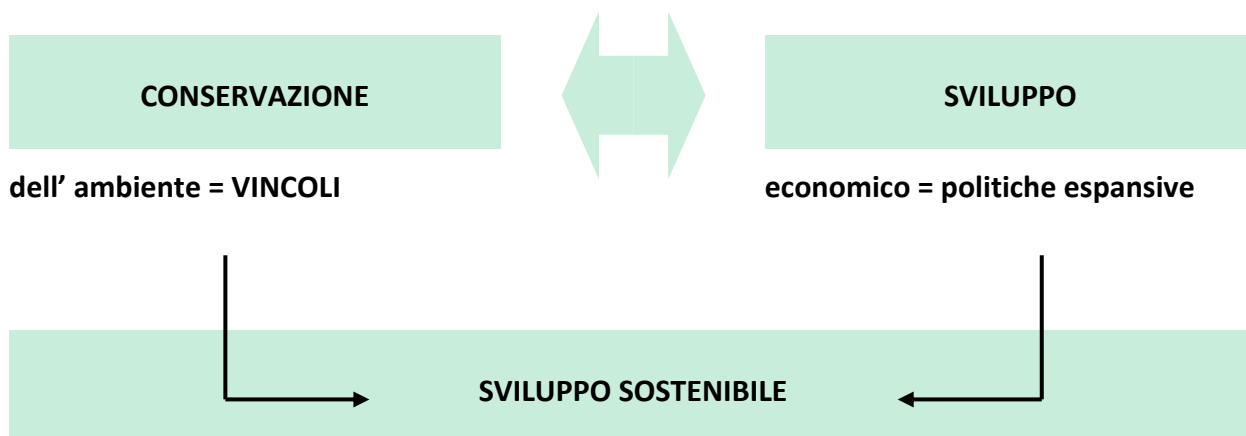 CONSERVAZIONE
SVILUPPO
dell' ambiente = VINCOLI
economico = politiche espansive
SVILUPPO SOSTENIBILE